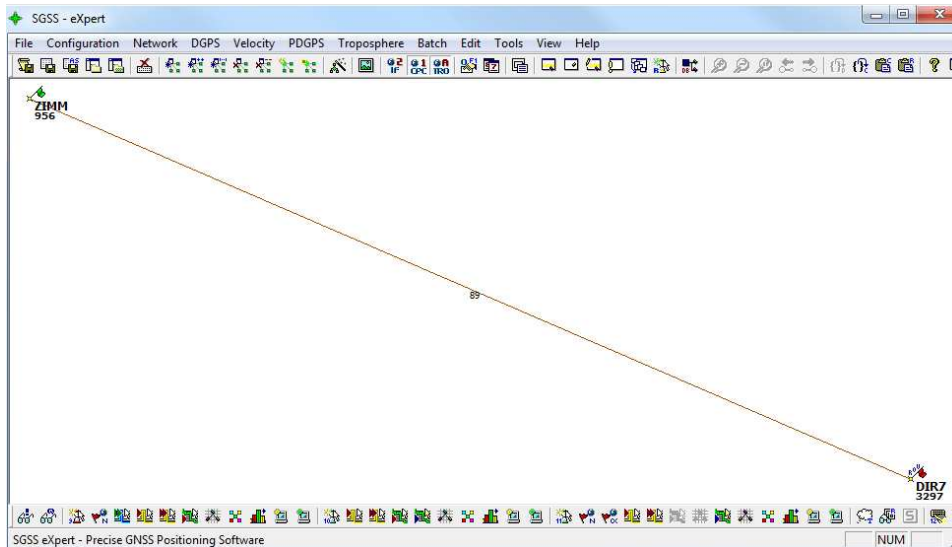 SGSS - eXpert
File Configuration Network DGPS Velocity PDGPS Troposphere Batch Edit Tools View Help
ZIMM
956
89
DIR7
3297
SGSS eXpert - Precise GNSS Positioning Software
NUM